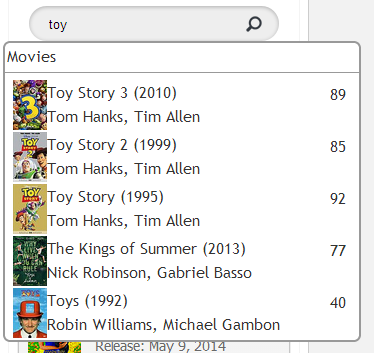 toy
Movies
Toy Story 3 (2010)
89
Tom Hanks, Tim Allen
Toy Story 2 (1999)
85
Tom Hanks, Tim Allen
Toy Story (1995)
92
Tom Hanks, Tim Allen
The Kings of Summer (2013)
77
Nick Robinson, Gabriel Basso
Toys (1992)
40
Robin Williams, Michael Gambon
Release: May 9, 2014